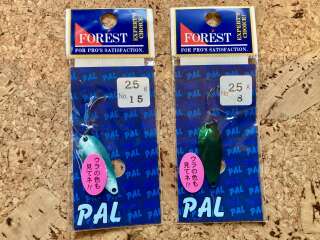 FOREST
EXPERT'S CHOICE!
FOR PRO'S SATISFACTION.
2.5 g
No. 15
ウラの色も
見てネ!!
PAL
FOREST
EXPERT'S CHOICE!
FOR PRO'S SATISFACTION.
2.5 g
No. 8
ウラの色も
見てネ!!
PAL